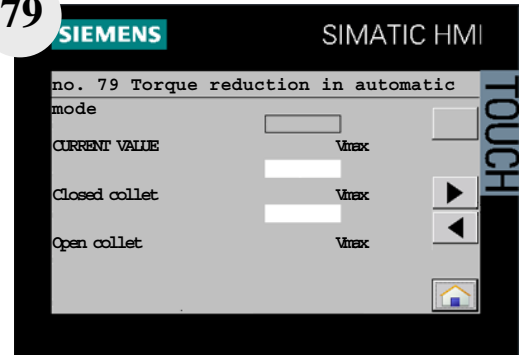 79
SIEMENS
SIMATIC HMI
TOUCH
no. 79 Torque reduction in automatic
mode
CURRENT VALUE Vmax
Closed collet Vmax
Open collet Vmax